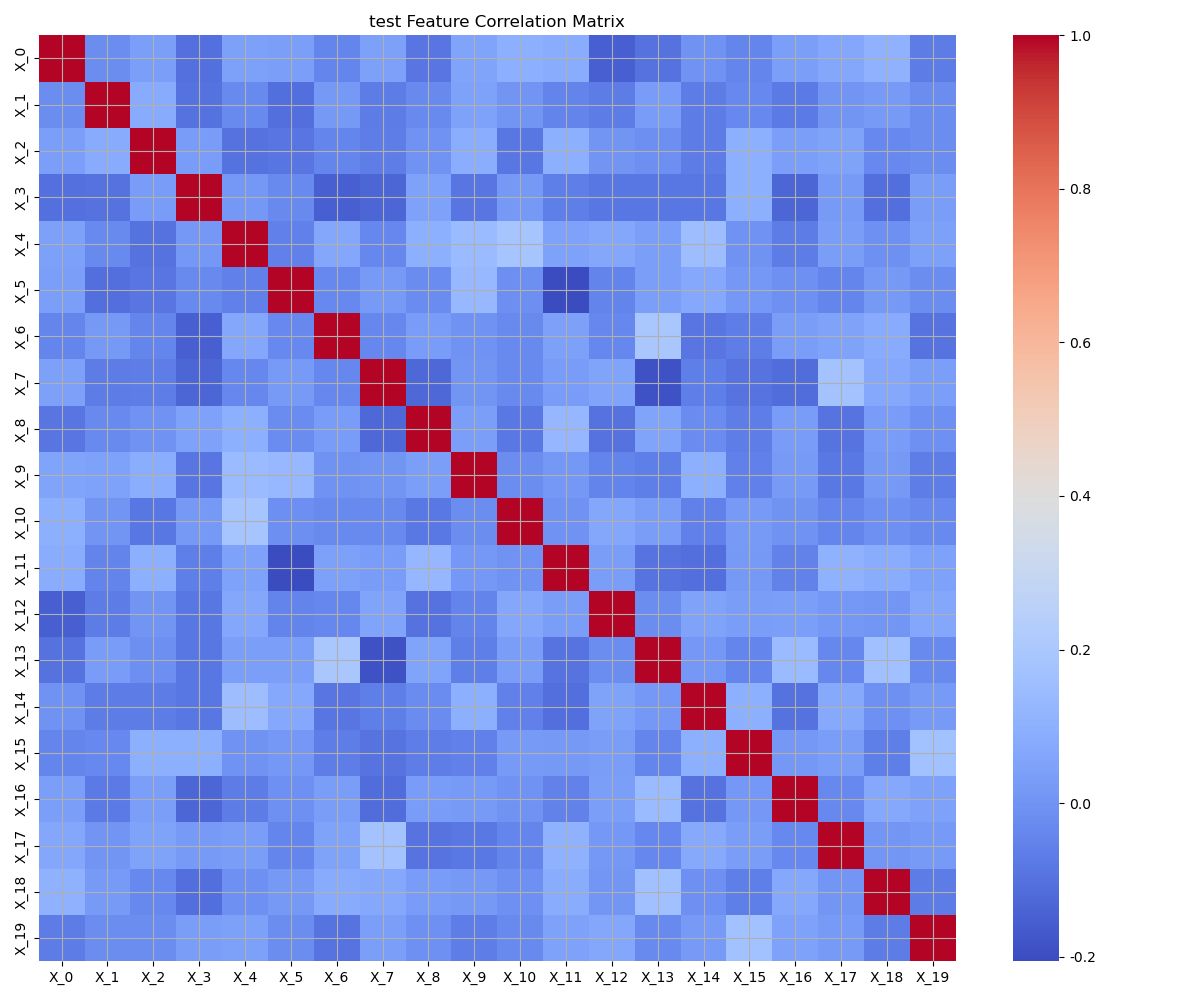 test Feature Correlation Matrix
X_0
X_1
X_2
X_3
X_4
X_5
X_6
X_7
X_8
X_9
X_10
X_11
X_12
X_13
X_14
X_15
X_16
X_17
X_18
X_19
X_0 X_1 X_2 X_3 X_4 X_5 X_6 X_7 X_8 X_9 X_10 X_11 X_12 X_13 X_14 X_15 X_16 X_17 X_18 X_19
1.0
0.8
0.6
0.4
0.2
0.0
-0.2